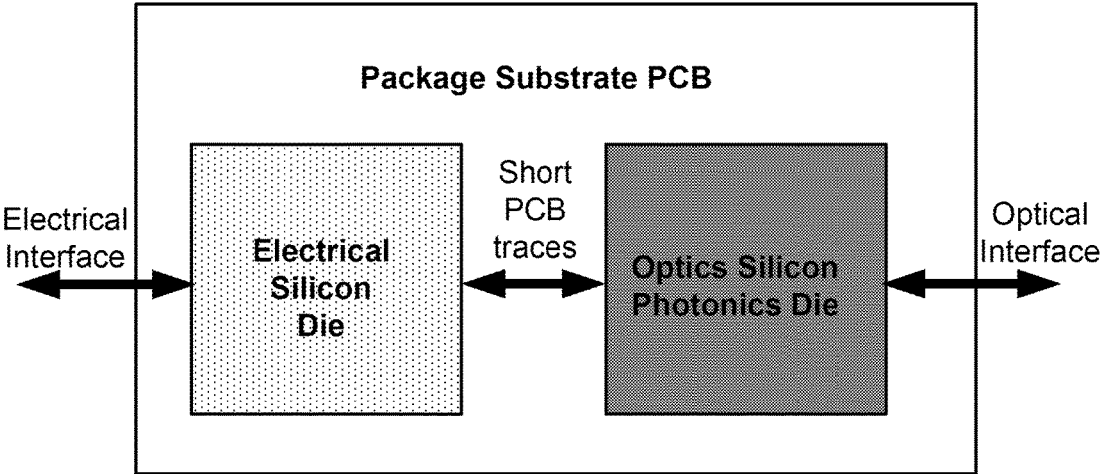 Package Substrate PCB
Electrical
Interface
Electrical
Silicon
Die
Short
PCB
traces
Optics Silicon
Photonics Die
Optical
Interface